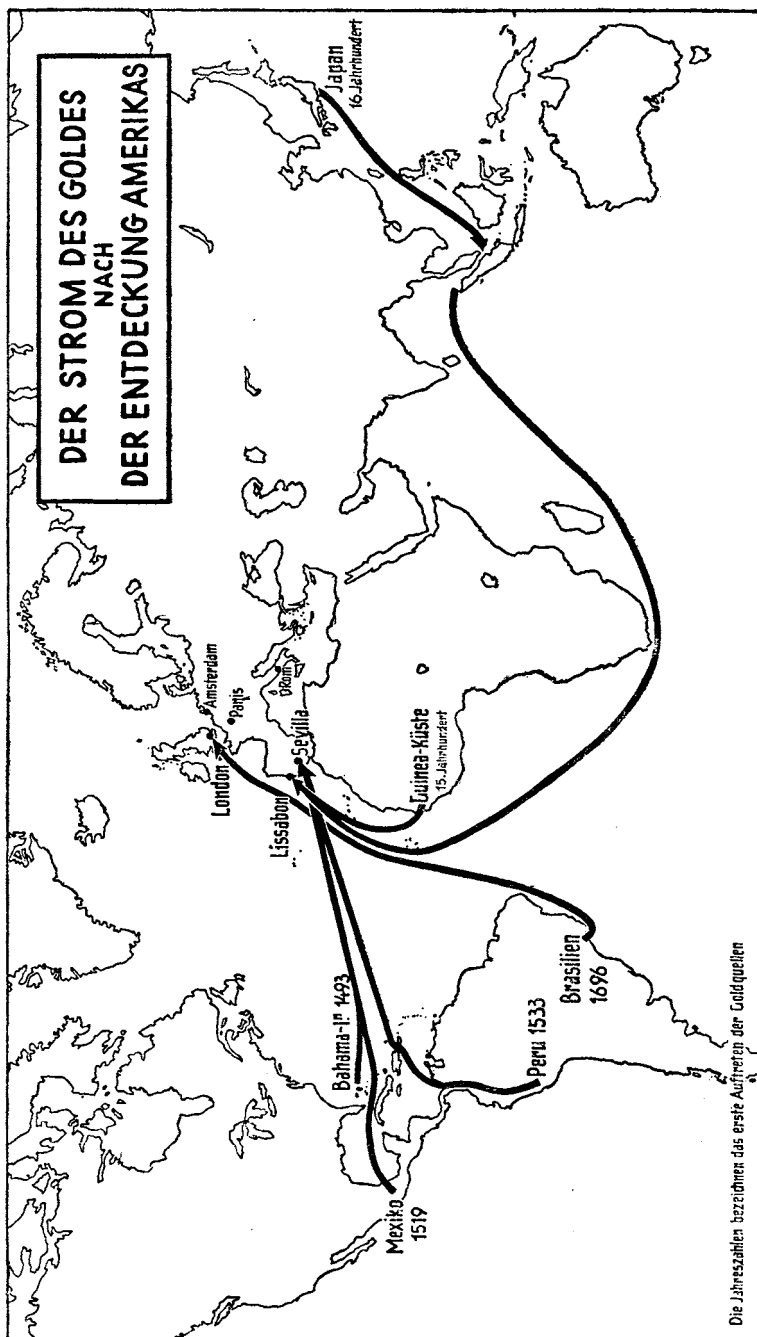 DER STROM DES GOLDES
NACH
DER ENTDECKUNG AMERIKAS
Japan
16. Jahrhundert
Amsterdam
London
Paris
Rom
Lissabon
Sevilla
Guinea-Küste
15. Jahrhundert
Bahama-In 1493
Mexiko
1519
Peru 1533
Brasilien
1696
Die Jahreszahlen bezeichnen das erste Auftreten der Goldquellen